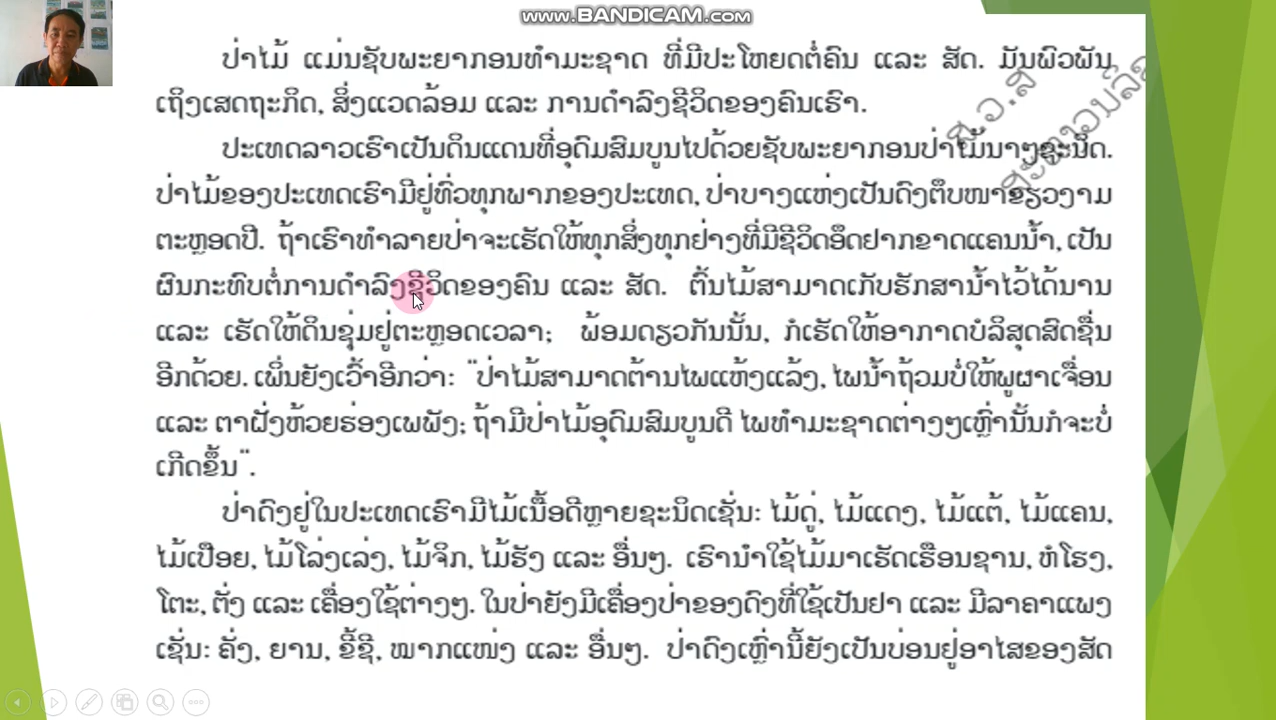 www.BANDICAM.com
ປ່າໄມ້ ແມ່ນຊັບພະຍາກອນທຳມະຊາດ ທີ່ມີປະໂຫຍດຕໍ່ຄົນ ແລະ ສັດ. ມັນພົວພັນ
ເຖິງເສດຖະກິດ, ສິ່ງແວດລ້ອມ ແລະ ການດຳລົງຊີວິດຂອງຄົນເຮົາ.
ປະເທດລາວເຮົາເປັນດິນແດນທີ່ອຸດົມສົມບູນໄປດ້ວຍຊັບພະຍາກອນປ່າໄມ້ນາໆຊະນິດ.
ປ່າໄມ້ຂອງປະເທດເຮົາມີຢູ່ທົ່ວທຸກພາກຂອງປະເທດ, ປ່າບາງແຫ່ງເປັນດົງຕຶບໜາຂຽວງາມ
ຕະຫຼອດປີ. ຖ້າເຮົາທຳລາຍປ່າຈະເຮັດໃຫ້ທຸກສິ່ງທຸກຢ່າງທີ່ມີຊີວິດອຶດຢາກຂາດແຄນນ້ຳ, ເປັນ
ຜົນກະທົບຕໍ່ການດຳລົງຊີວິດຂອງຄົນ ແລະ ສັດ. ຕົ້ນໄມ້ສາມາດເກັບຮັກສານ້ຳໄວ້ໄດ້ນານ
ແລະ ເຮັດໃຫ້ດິນຊຸ່ມຢູ່ຕະຫຼອດເວລາ; ພ້ອມດຽວກັນນັ້ນ, ກໍເຮັດໃຫ້ອາກາດບໍລິສຸດສົດຊື່ນ
ອີກດ້ວຍ. ເພິ່ນຍັງເວົ້າອີກວ່າ: "ປ່າໄມ້ສາມາດຕ້ານໄພແຫ້ງແລ້ງ, ໄພນ້ຳຖ້ວມບໍ່ໃຫ້ພູຜາເຈື່ອນ
ແລະ ຕາຝັ່ງຫ້ວຍຮ່ອງເພພັງ; ຖ້າມີປ່າໄມ້ອຸດົມສົມບູນດີ ໄພທຳມະຊາດຕ່າງໆເຫຼົ່ານັ້ນກໍຈະບໍ່
ເກີດຂຶ້ນ".
ປ່າດົງຢູ່ໃນປະເທດເຮົາມີໄມ້ເນື້ອດີຫຼາຍຊະນິດເຊັ່ນ: ໄມ້ດູ່, ໄມ້ແດງ, ໄມ້ແຕ້, ໄມ້ແຄນ,
ໄມ້ເປືອຍ, ໄມ້ໂລ່ງເລ່ງ, ໄມ້ຈິກ, ໄມ້ຮັງ ແລະ ອື່ນໆ. ເຮົານຳໃຊ້ໄມ້ມາເຮັດເຮືອນຊານ, ຫໍໂຮງ,
ໂຕະ, ຕັ່ງ ແລະ ເຄື່ອງໃຊ້ຕ່າງໆ. ໃນປ່າຍັງມີເຄື່ອງປ່າຂອງດົງທີ່ໃຊ້ເປັນຢາ ແລະ ມີລາຄາແພງ
ເຊັ່ນ: ຄັ່ງ, ຍານ, ຂີ້ຊີ, ໝາກແໜ່ງ ແລະ ອື່ນໆ. ປ່າດົງເຫຼົ່ານີ້ຍັງເປັນບ່ອນຢູ່ອາໄສຂອງສັດ